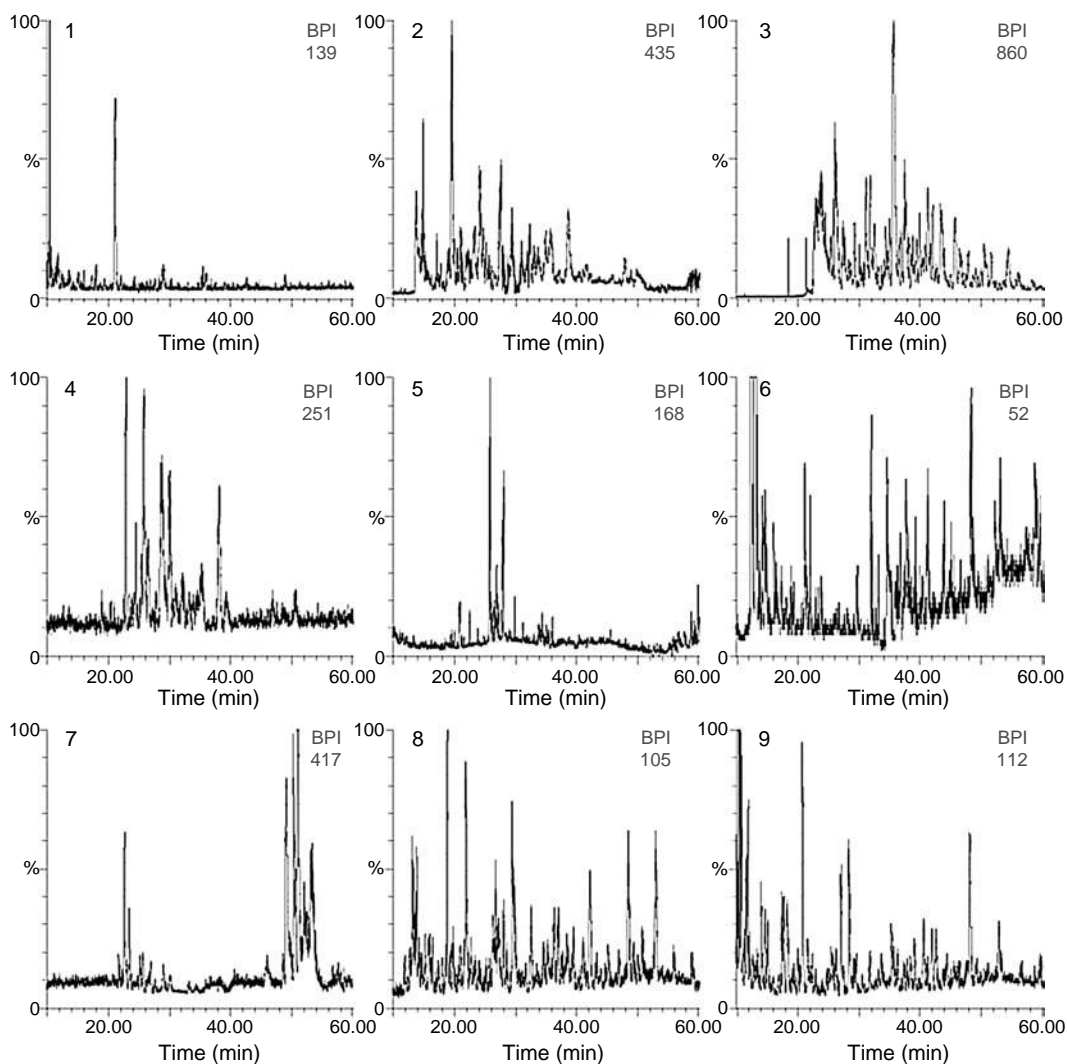 100 1 BPI
139
%
0
20.00 40.00 60.00
Time (min)
100 2 BPI
435
%
0
20.00 40.00 60.00
Time (min)
100 3 BPI
860
%
0
20.00 40.00 60.00
Time (min)
100 4 BPI
251
%
0
20.00 40.00 60.00
Time (min)
100 5 BPI
168
%
0
20.00 40.00 60.00
Time (min)
100 6 BPI
52
%
0
20.00 40.00 60.00
Time (min)
100 7 BPI
417
%
0
20.00 40.00 60.00
Time (min)
100 8 BPI
105
%
0
20.00 40.00 60.00
Time (min)
100 9 BPI
112
%
0
20.00 40.00 60.00
Time (min)